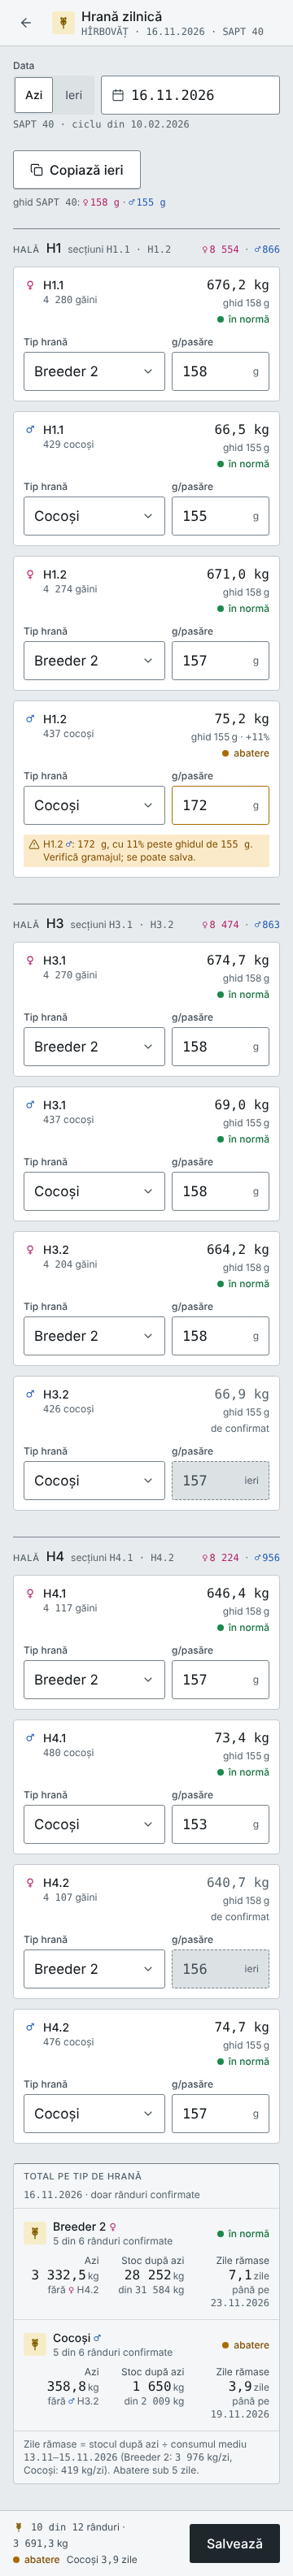 Hrană zilnică
HÎRBOVĂȚ · 16.11.2026 · SAPT 40
Data
Azi
Ieri
16.11.2026
SAPT 40 · ciclu din 10.02.2026
Copiază ieri
ghid SAPT 40: ♀158 g · ♂155 g
HALĂ H1 secțiuni H1.1 · H1.2 ♀8 554 · ♂866
♀ H1.1 676,2 kg
4 280 găini ghid 158 g
în normă
Tip hrană g/pasăre
Breeder 2 158 g
♂ H1.1 66,5 kg
429 cocoși ghid 155 g
în normă
Tip hrană g/pasăre
Cocoși 155 g
♀ H1.2 671,0 kg
4 274 găini ghid 158 g
în normă
Tip hrană g/pasăre
Breeder 2 157 g
♂ H1.2 75,2 kg
437 cocoși ghid 155 g · +11%
abatere
Tip hrană g/pasăre
Cocoși 172 g
H1.2 ♂: 172 g, cu 11% peste ghidul de 155 g.
Verifică gramajul; se poate salva.
HALĂ H3 secțiuni H3.1 · H3.2 ♀8 474 · ♂863
♀ H3.1 674,7 kg
4 270 găini ghid 158 g
în normă
Tip hrană g/pasăre
Breeder 2 158 g
♂ H3.1 69,0 kg
437 cocoși ghid 155 g
în normă
Tip hrană g/pasăre
Cocoși 158 g
♀ H3.2 664,2 kg
4 204 găini ghid 158 g
în normă
Tip hrană g/pasăre
Breeder 2 158 g
♂ H3.2 66,9 kg
426 cocoși ghid 155 g
de confirmat
Tip hrană g/pasăre
Cocoși 157 ieri
HALĂ H4 secțiuni H4.1 · H4.2 ♀8 224 · ♂956
♀ H4.1 646,4 kg
4 117 găini ghid 158 g
în normă
Tip hrană g/pasăre
Breeder 2 157 g
♂ H4.1 73,4 kg
480 cocoși ghid 155 g
în normă
Tip hrană g/pasăre
Cocoși 153 g
♀ H4.2 640,7 kg
4 107 găini ghid 158 g
de confirmat
Tip hrană g/pasăre
Breeder 2 156 ieri
♂ H4.2 74,7 kg
476 cocoși ghid 155 g
în normă
Tip hrană g/pasăre
Cocoși 157 g
TOTAL PE TIP DE HRANĂ
16.11.2026 · doar rânduri confirmate
Breeder 2 ♀ în normă
5 din 6 rânduri confirmate
Azi Stoc după azi Zile rămase
3 332,5 kg 28 252 kg 7,1 zile
fără ♀ H4.2 din 31 584 kg până pe
23.11.2026
Cocoși ♂ abatere
5 din 6 rânduri confirmate
Azi Stoc după azi Zile rămase
358,8 kg 1 650 kg 3,9 zile
fără ♂ H3.2 din 2 009 kg până pe
19.11.2026
Zile rămase = stocul după azi ÷ consumul mediu
13.11–15.11.2026 (Breeder 2: 3 976 kg/zi,
Cocoși: 419 kg/zi). Abatere sub 5 zile.
10 din 12 rânduri ·
3 691,3 kg
abatere Cocoși 3,9 zile
Salvează